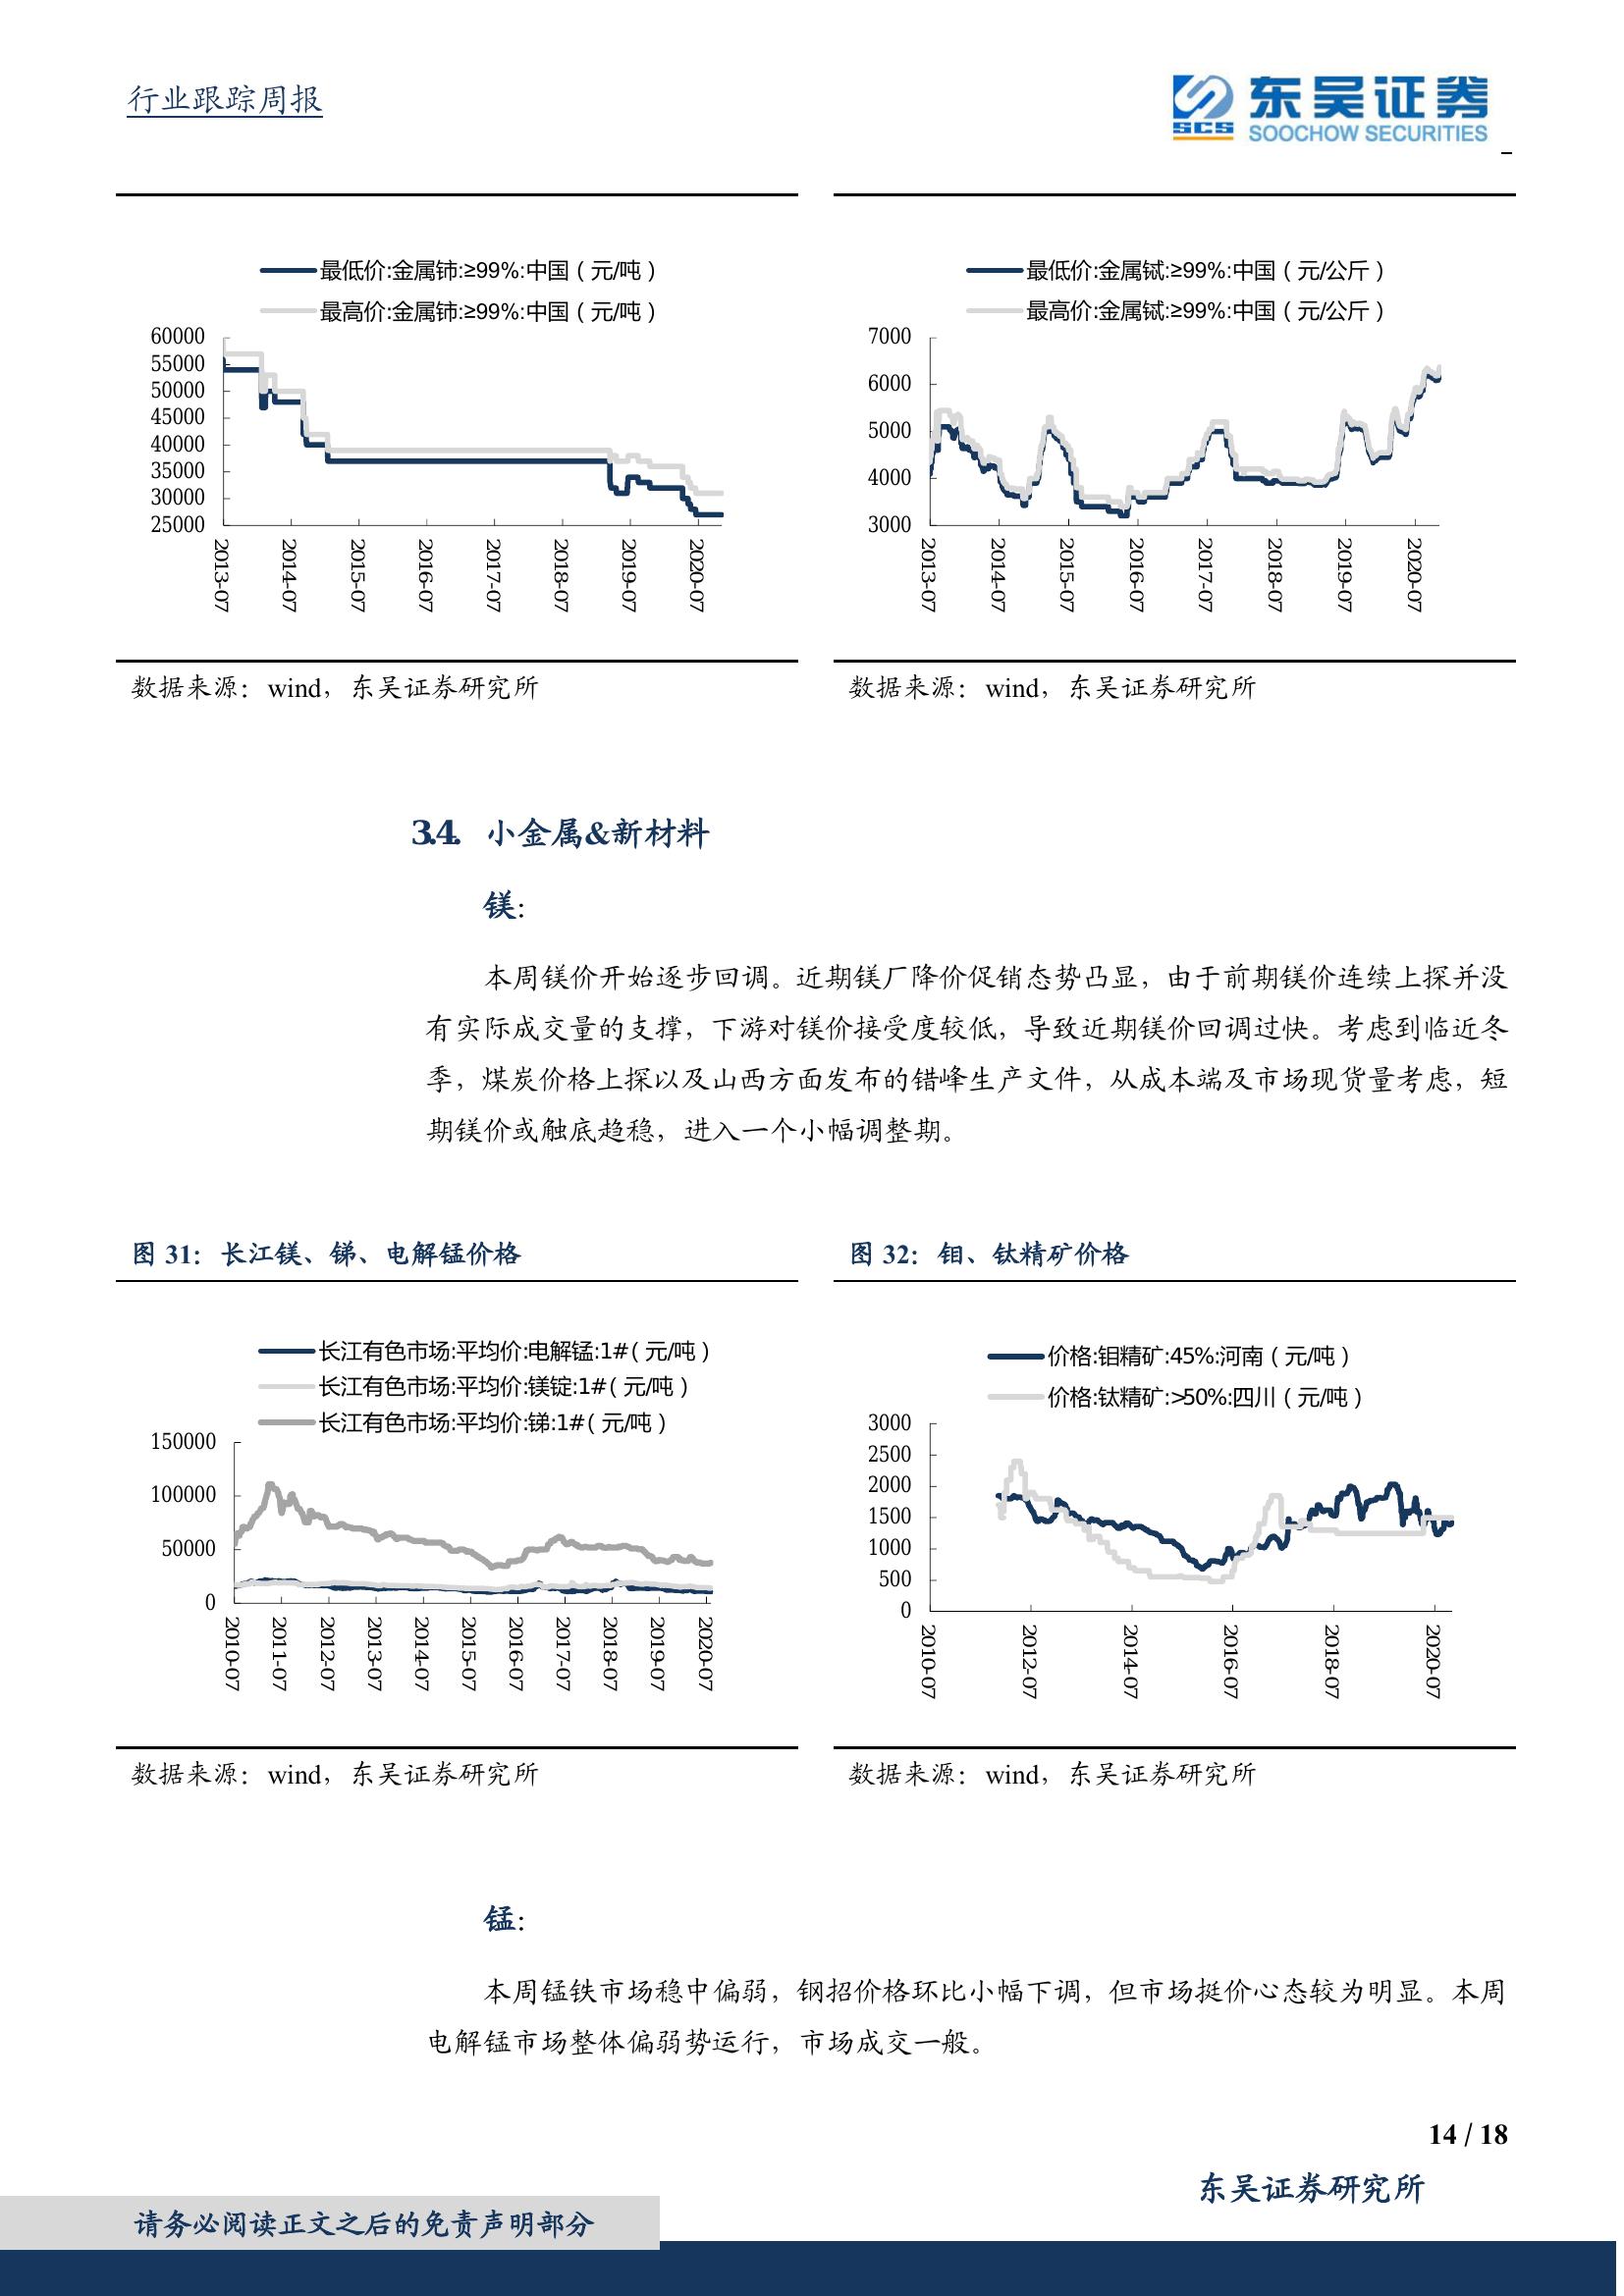 行业跟踪周报
东吴证券
SCS
SOOCHOW SECURITIES
最低价:金属铈:≥99%:中国（元/吨）
最高价:金属铈:≥99%:中国（元/吨）
60000
55000
50000
45000
40000
35000
30000
25000
2013-07
2014-07
2015-07
2016-07
2017-07
2018-07
2019-07
2020-07
最低价:金属铽:≥99%:中国（元/公斤）
最高价:金属铽:≥99%:中国（元/公斤）
7000
6000
5000
4000
3000
2013-07
2014-07
2015-07
2016-07
2017-07
2018-07
2019-07
2020-07
数据来源：wind，东吴证券研究所
数据来源：wind，东吴证券研究所
3.4. 小金属&新材料
镁：
本周镁价开始逐步回调。近期镁厂降价促销态势凸显，由于前期镁价连续上探并没
有实际成交量的支撑，下游对镁价接受度较低，导致近期镁价回调过快。考虑到临近冬
季，煤炭价格上探以及山西方面发布的错峰生产文件，从成本端及市场现货量考虑，短
期镁价或触底趋稳，进入一个小幅调整期。
图 31：长江镁、锑、电解锰价格
长江有色市场:平均价:电解锰:1#（元/吨）
长江有色市场:平均价:镁锭:1#（元/吨）
长江有色市场:平均价:锑:1#（元/吨）
150000
100000
50000
0
2010-07
2011-07
2012-07
2013-07
2014-07
2015-07
2016-07
2017-07
2018-07
2019-07
2020-07
图 32：钼、钛精矿价格
价格:钼精矿:45%:河南（元/吨）
价格:钛精矿:>50%:四川（元/吨）
3000
2500
2000
1500
1000
500
0
2010-07
2012-07
2014-07
2016-07
2018-07
2020-07
数据来源：wind，东吴证券研究所
数据来源：wind，东吴证券研究所
锰：
本周锰铁市场稳中偏弱，钢招价格环比小幅下调，但市场挺价心态较为明显。本周
电解锰市场整体偏弱势运行，市场成交一般。
14 / 18
东吴证券研究所
请务必阅读正文之后的免责声明部分